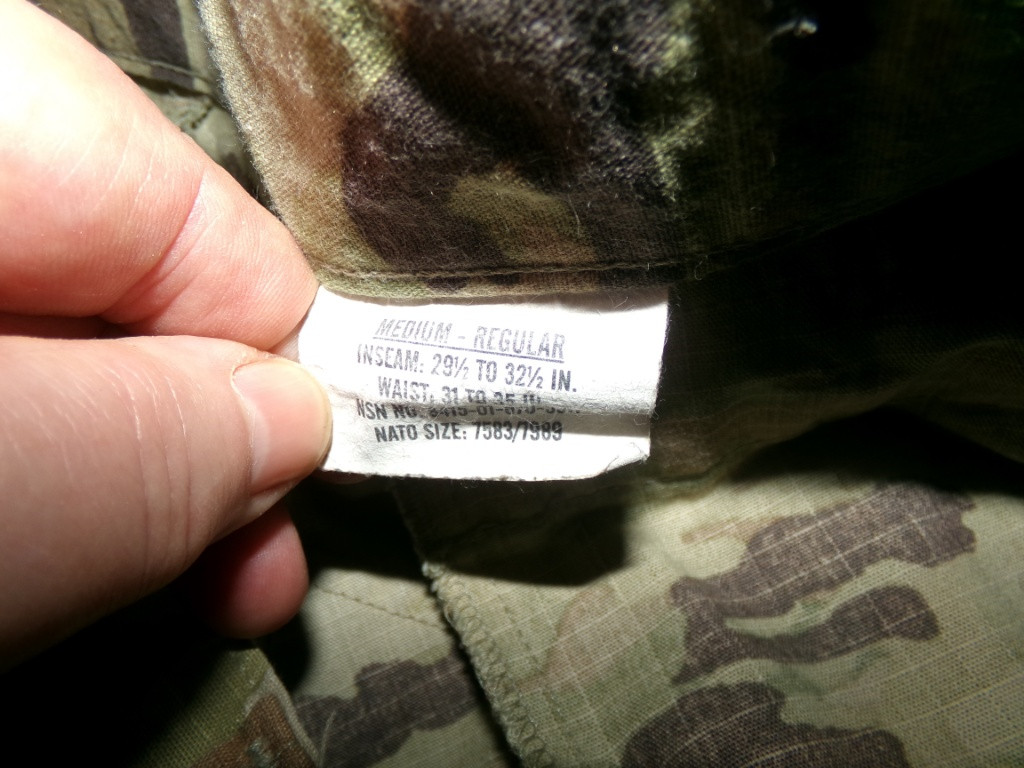 MEDIUM - REGULAR
INSEAM: 29½ TO 32½ IN.
WAIST: 31 TO 35
NSN NO.
NATO SIZE: 7583/7989